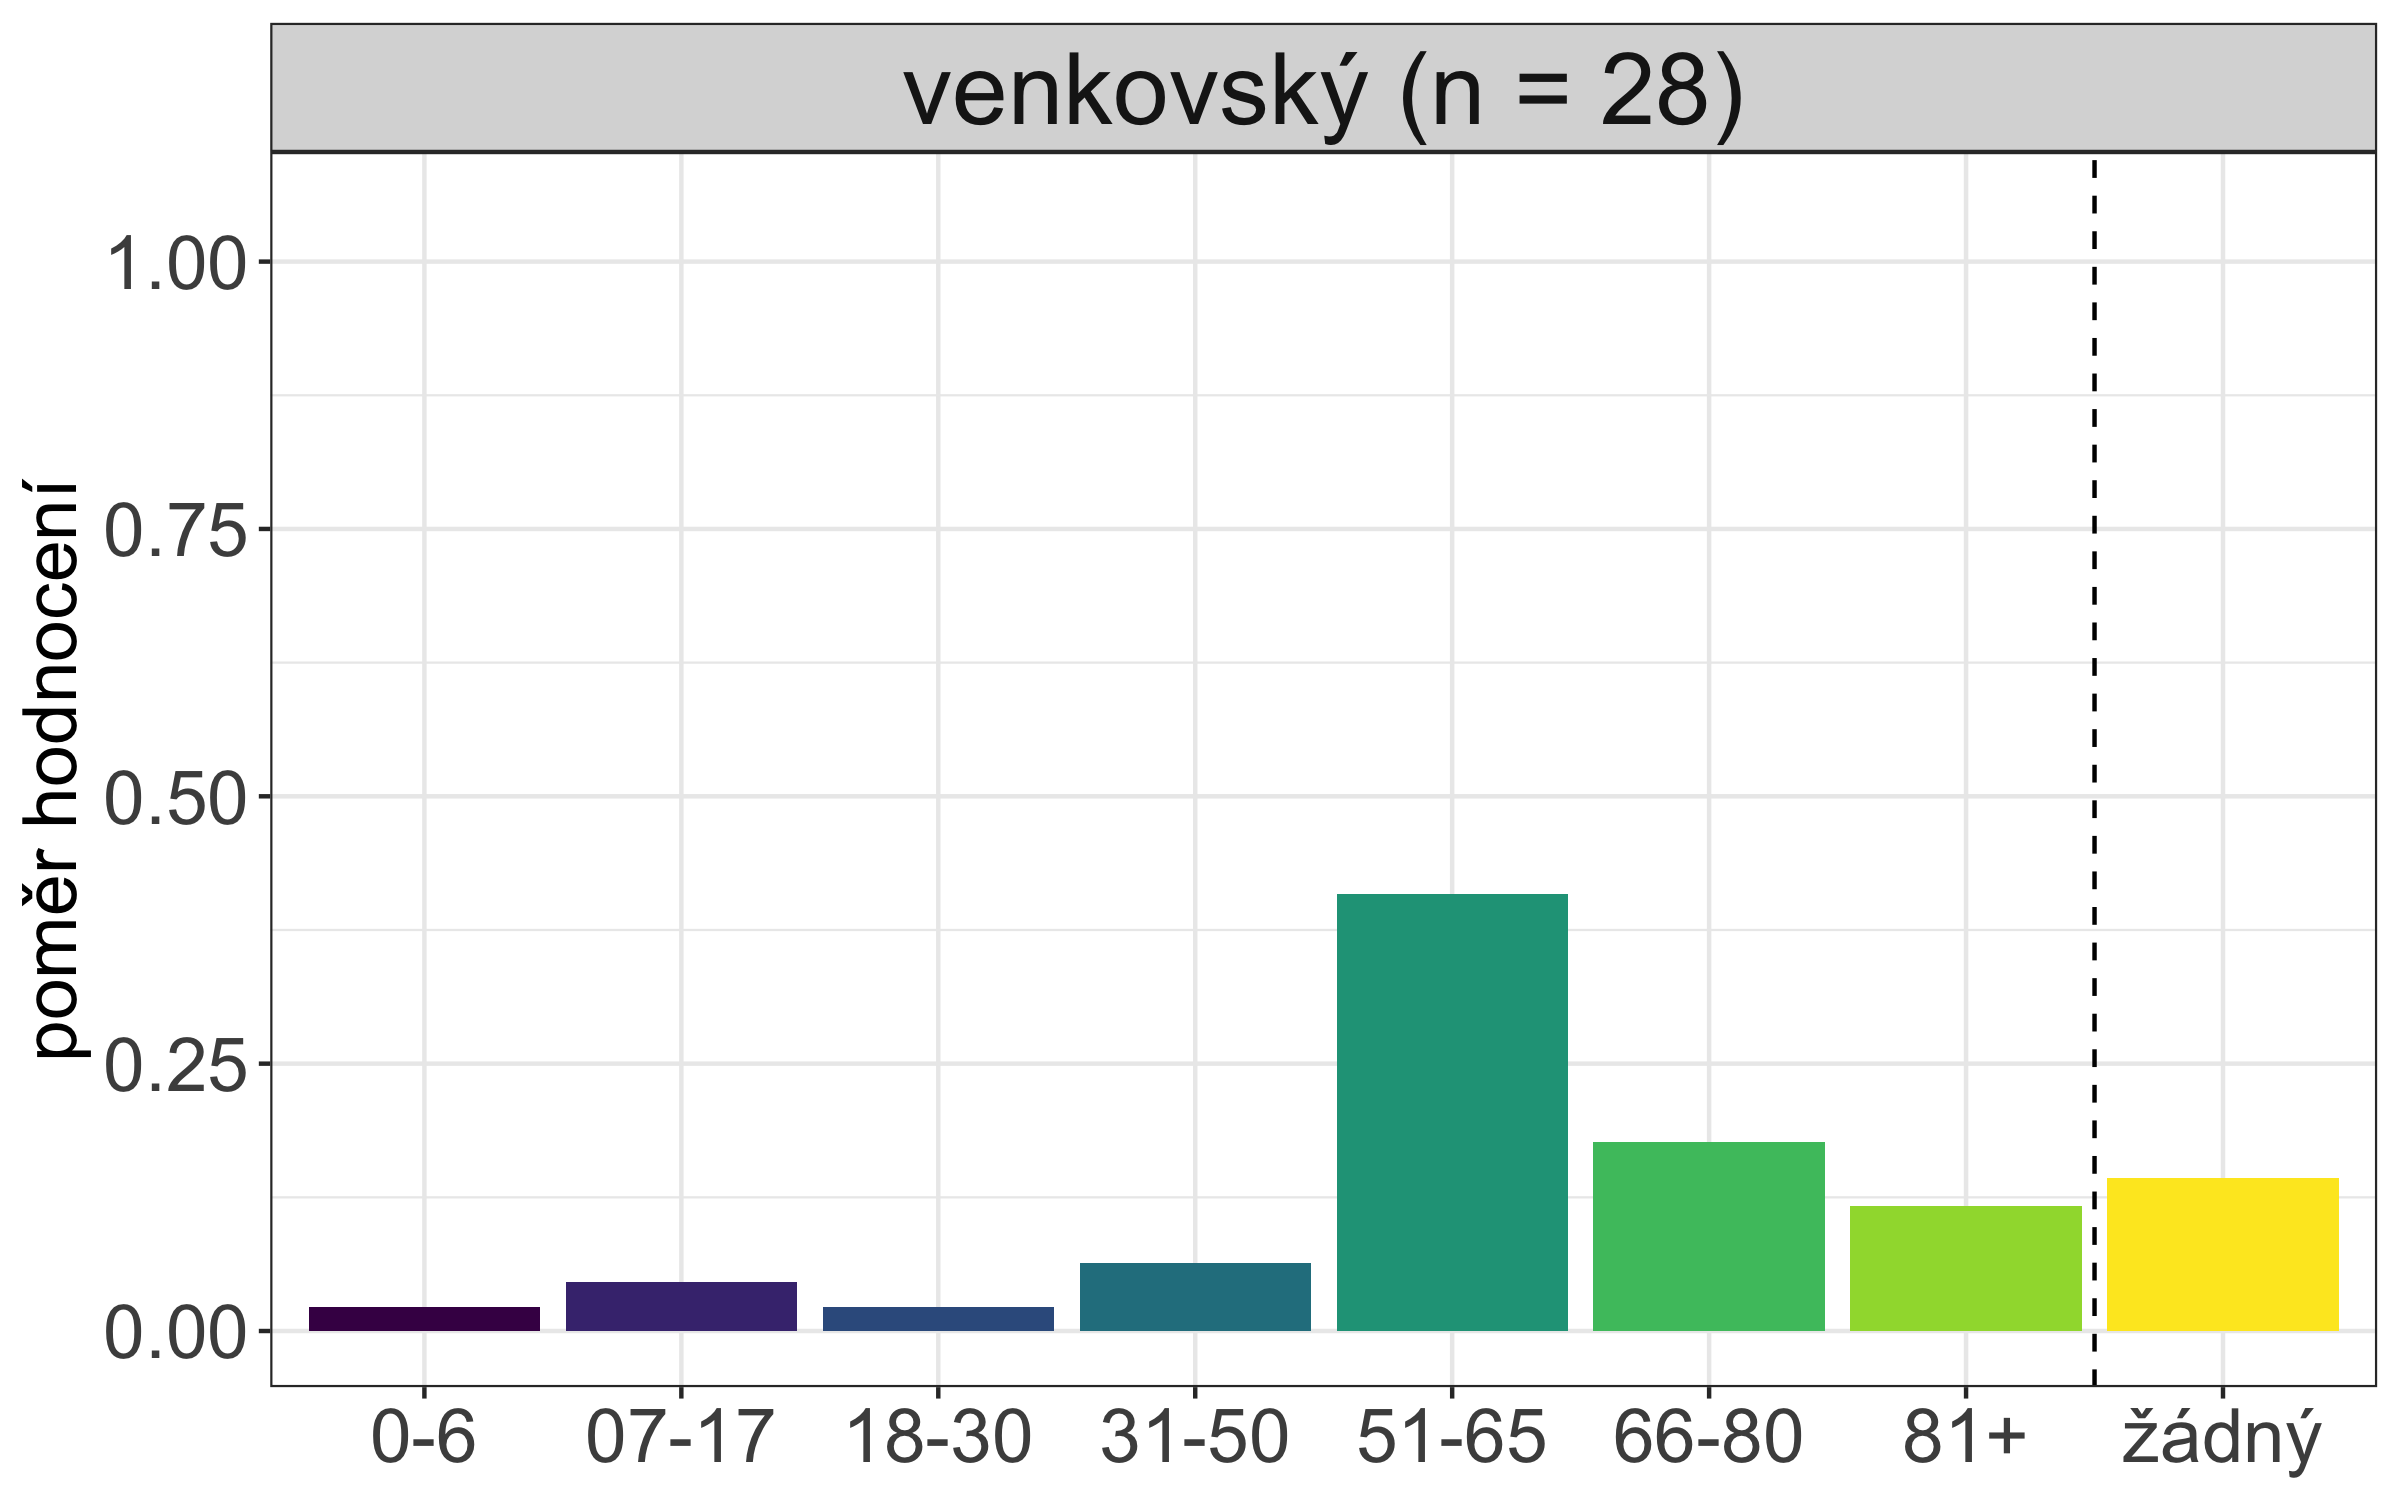 venkovský (n = 28)
poměr hodnocení
1.00
0.75
0.50
0.25
0.00
0-6 07-17 18-30 31-50 51-65 66-80 81+ žádný